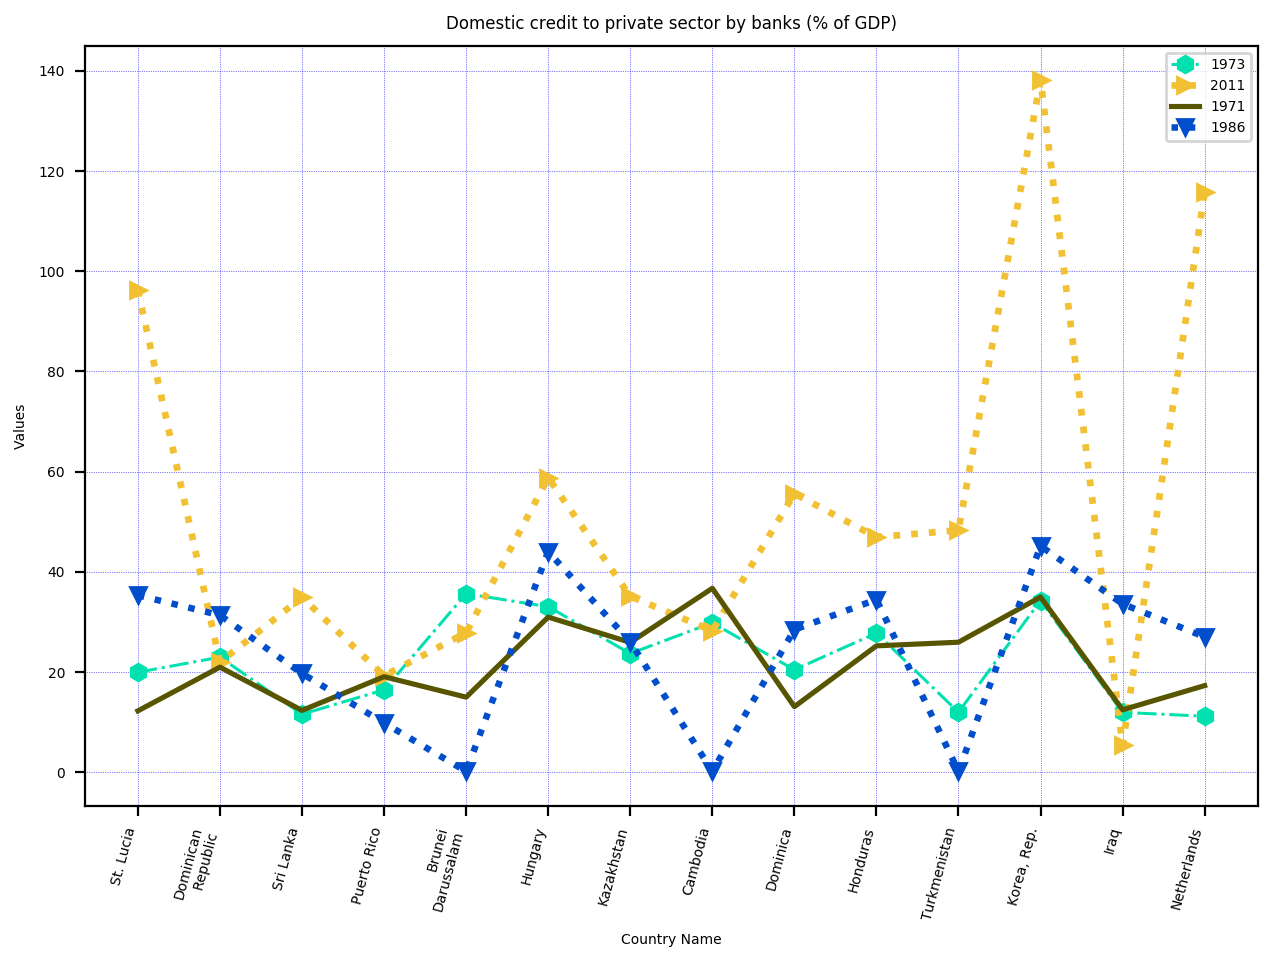 Domestic credit to private sector by banks (% of GDP)
1973
2011
1971
1986
140
120
100
80
60
40
20
0
Values
St. Lucia
Dominican
Republic
Sri Lanka
Puerto Rico
Brunei
Darussalam
Hungary
Kazakhstan
Cambodia
Dominica
Honduras
Turkmenistan
Korea, Rep.
Iraq
Netherlands
Country Name